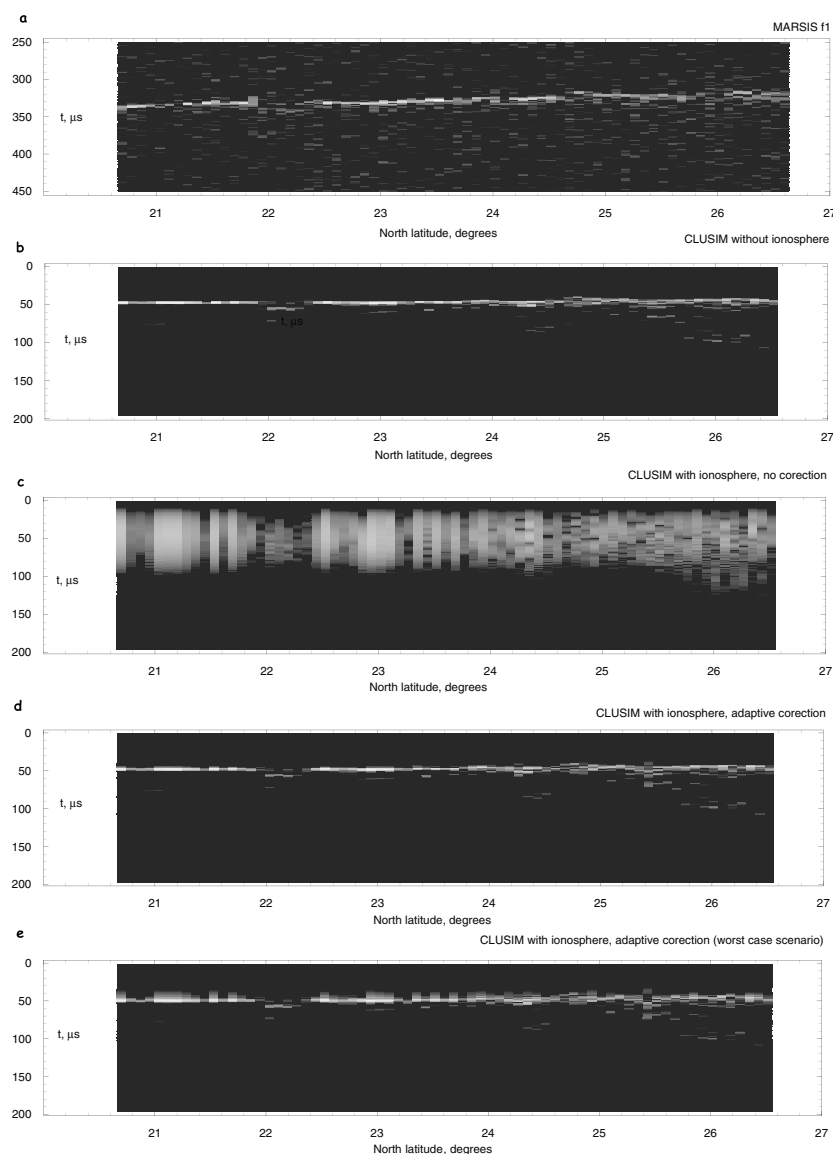 a
MARSIS f1
250
300
350
400
450
t, μs
21 22 23 24 25 26 27
North latitude, degrees
b
CLUSIM without ionosphere
0
50
100
150
200
t, μs
t, μs
21 22 23 24 25 26 27
North latitude, degrees
c
CLUSIM with ionosphere, no corection
0
50
100
150
200
t, μs
21 22 23 24 25 26 27
North latitude, degrees
d
CLUSIM with ionosphere, adaptive corection
0
50
100
150
200
t, μs
21 22 23 24 25 26 27
North latitude, degrees
e
CLUSIM with ionosphere, adaptive corection (worst case scenario)
0
50
100
150
200
t, μs
21 22 23 24 25 26 27
North latitude, degrees